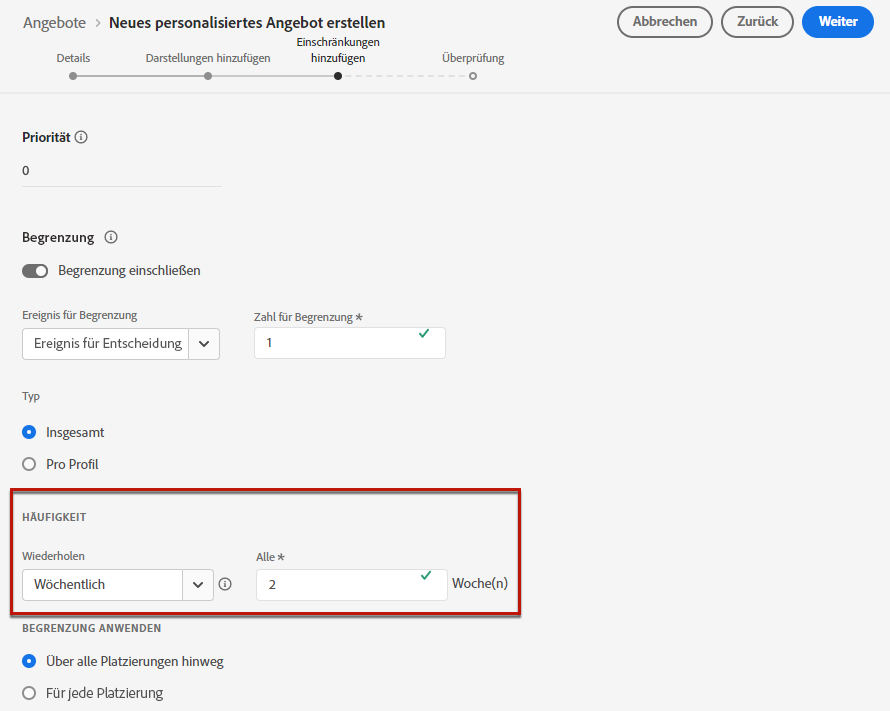 Angebote > Neues personalisiertes Angebot erstellen
Abbrechen
Zurück
Weiter
Details
Darstellungen hinzufügen
Einschränkungen
hinzufügen
Überprüfung
Priorität
0
Begrenzung
Begrenzung einschließen
Ereignis für Begrenzung
Zahl für Begrenzung *
Ereignis für Entscheidung
1
Typ
Insgesamt
Pro Profil
HÄUFIGKEIT
Wiederholen
Alle *
Wöchentlich
2
Woche(n)
BEGRENZUNG ANWENDEN
Über alle Platzierungen hinweg
Für jede Platzierung